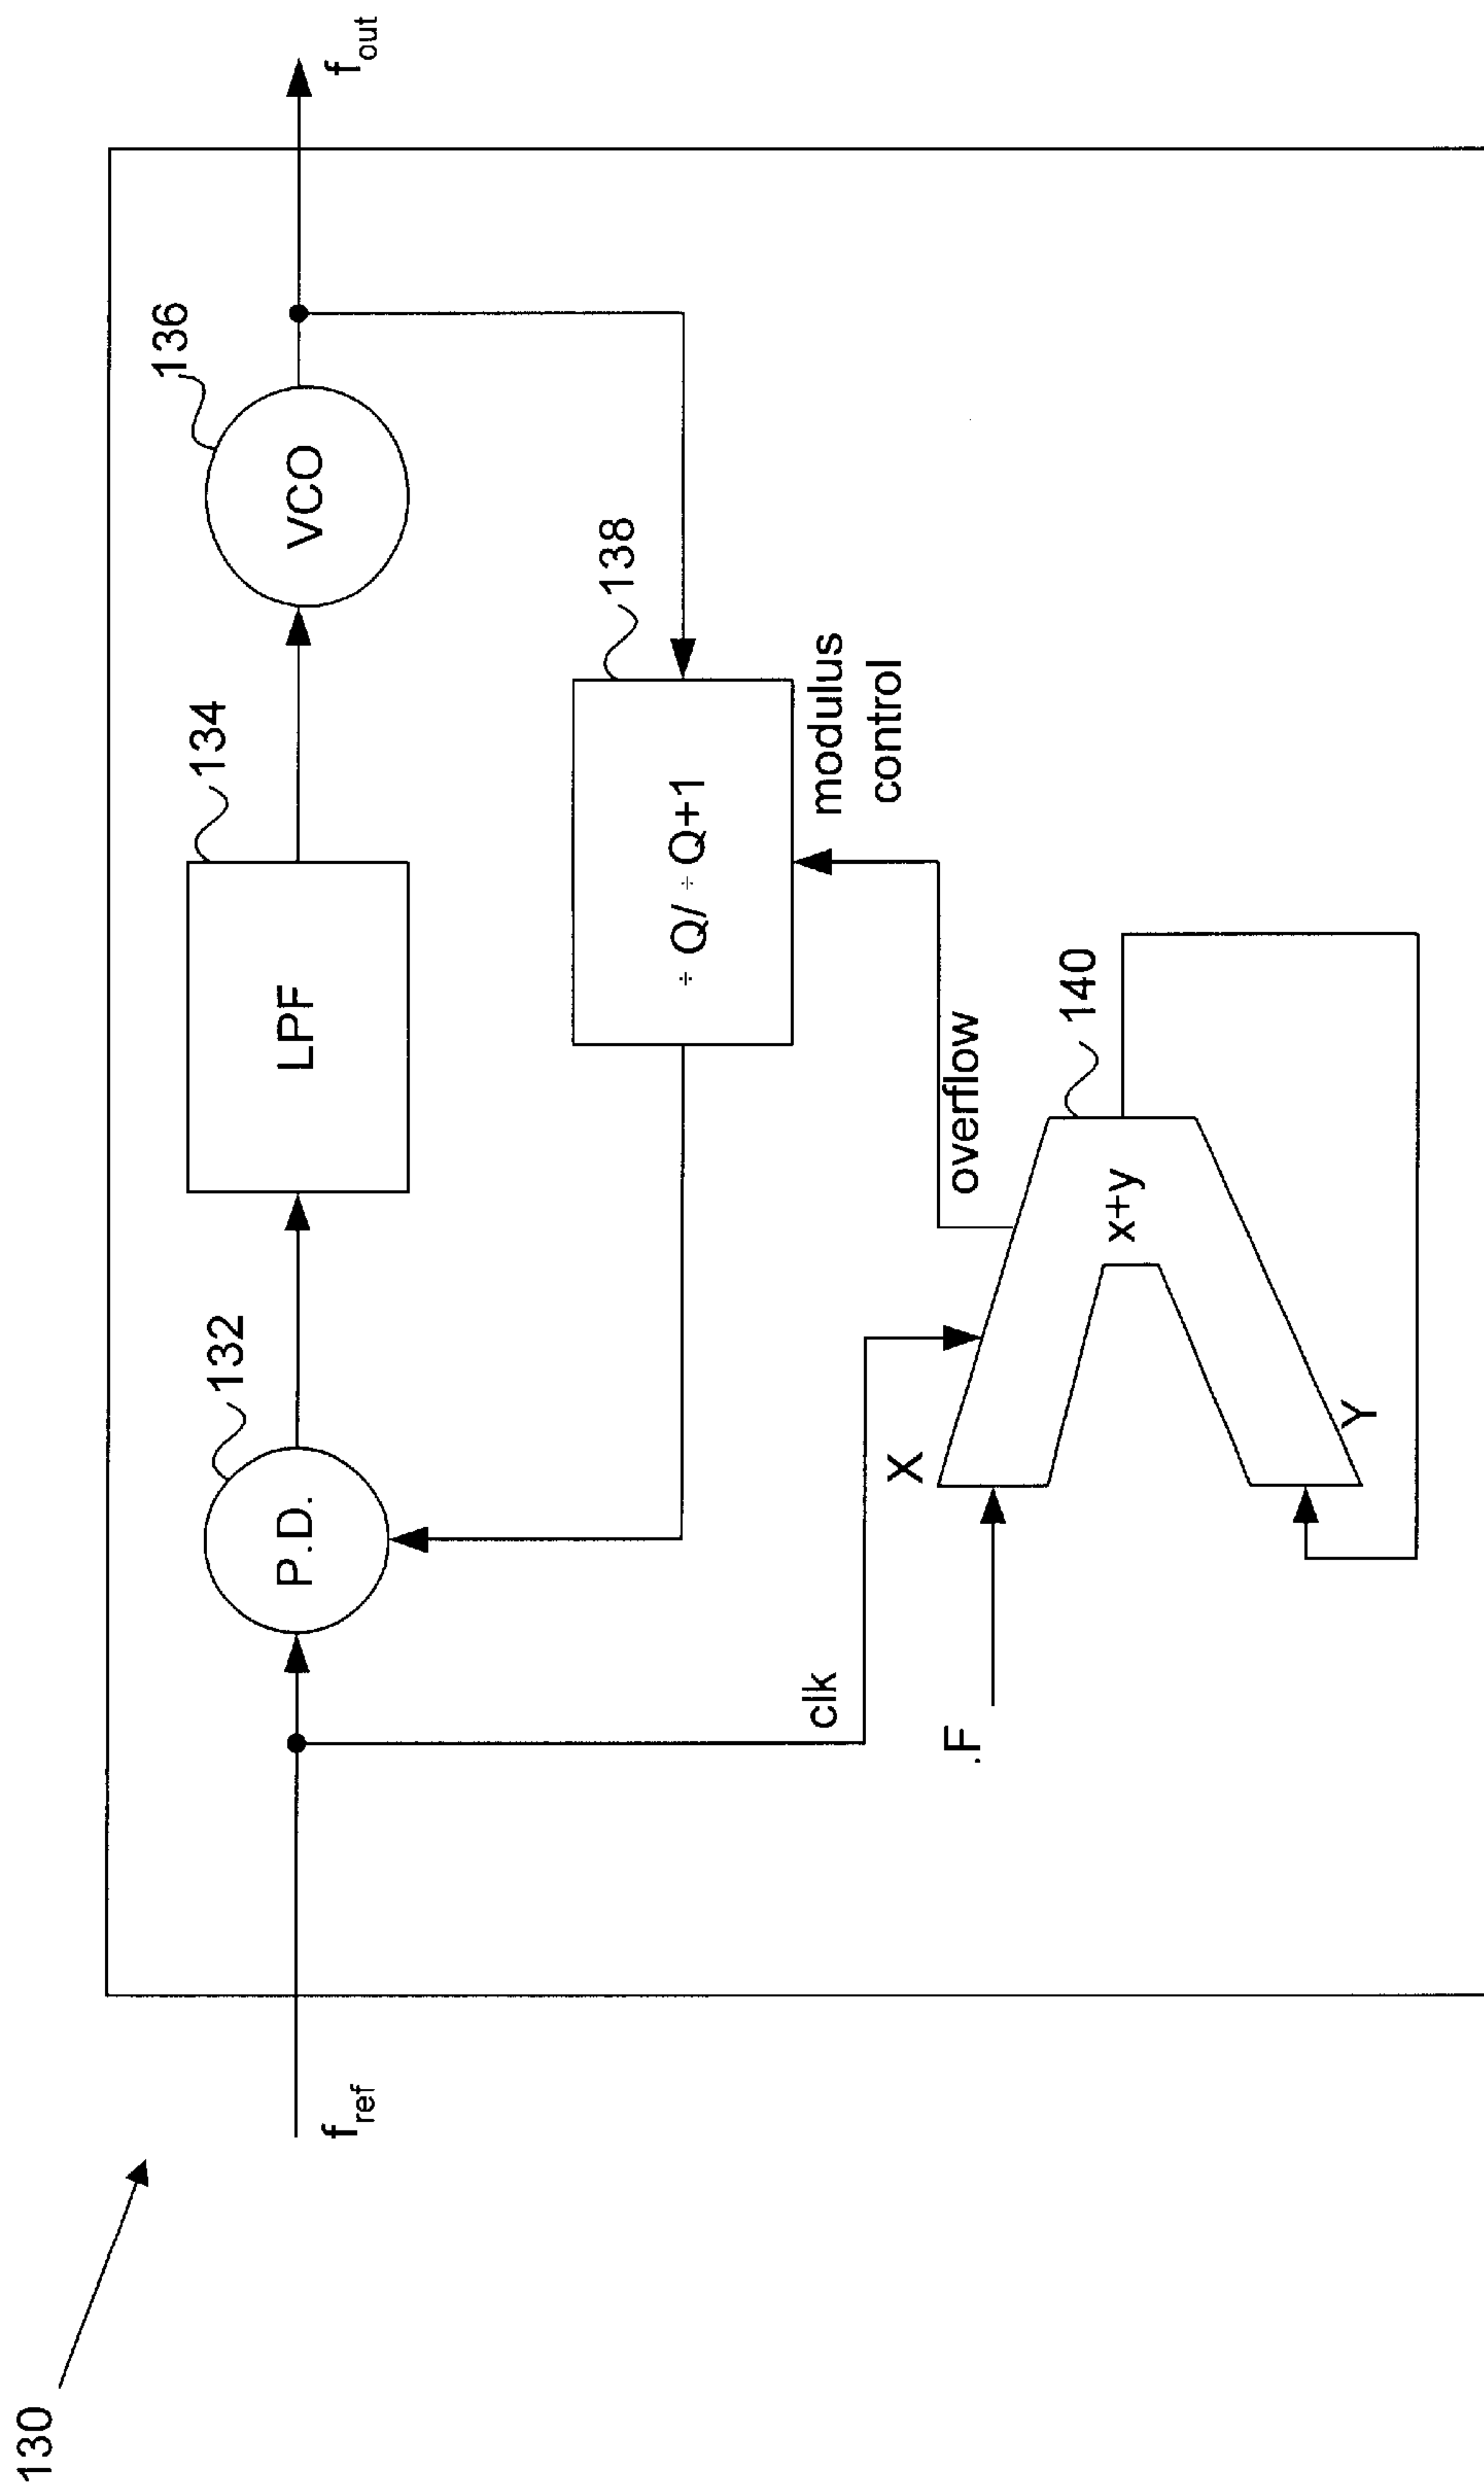 130
f_ref
f_out
132
P.D.
134
LPF
136
VCO
138
÷ Q/ ÷ Q+1
modulus
control
clk
overflow
140
.F
X
x+y
Y